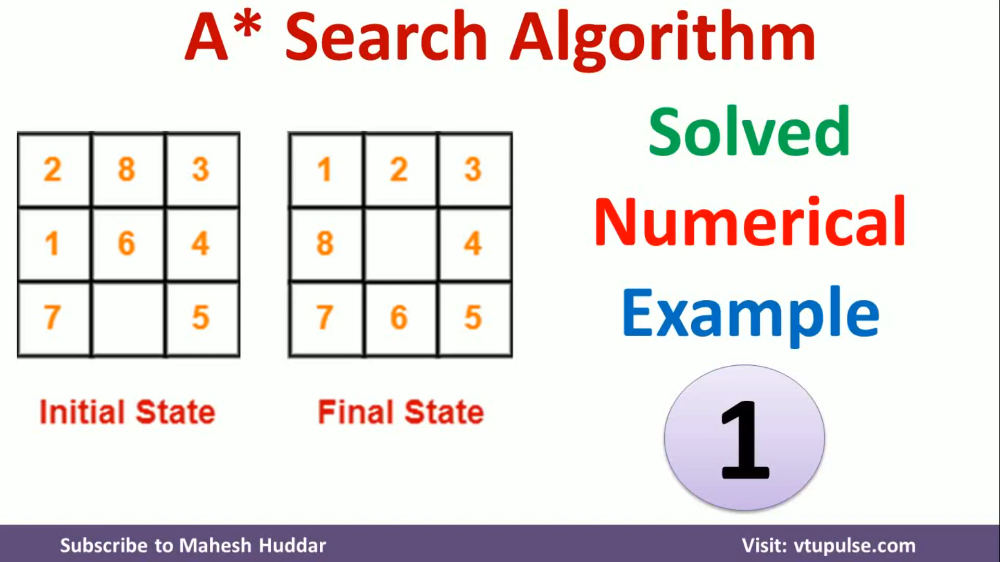 A* Search Algorithm
2 8 3
1 6 4
7 5
Initial State
1 2 3
8 4
7 6 5
Final State
Solved
Numerical
Example
1
Subscribe to Mahesh Huddar
Visit: vtupulse.com